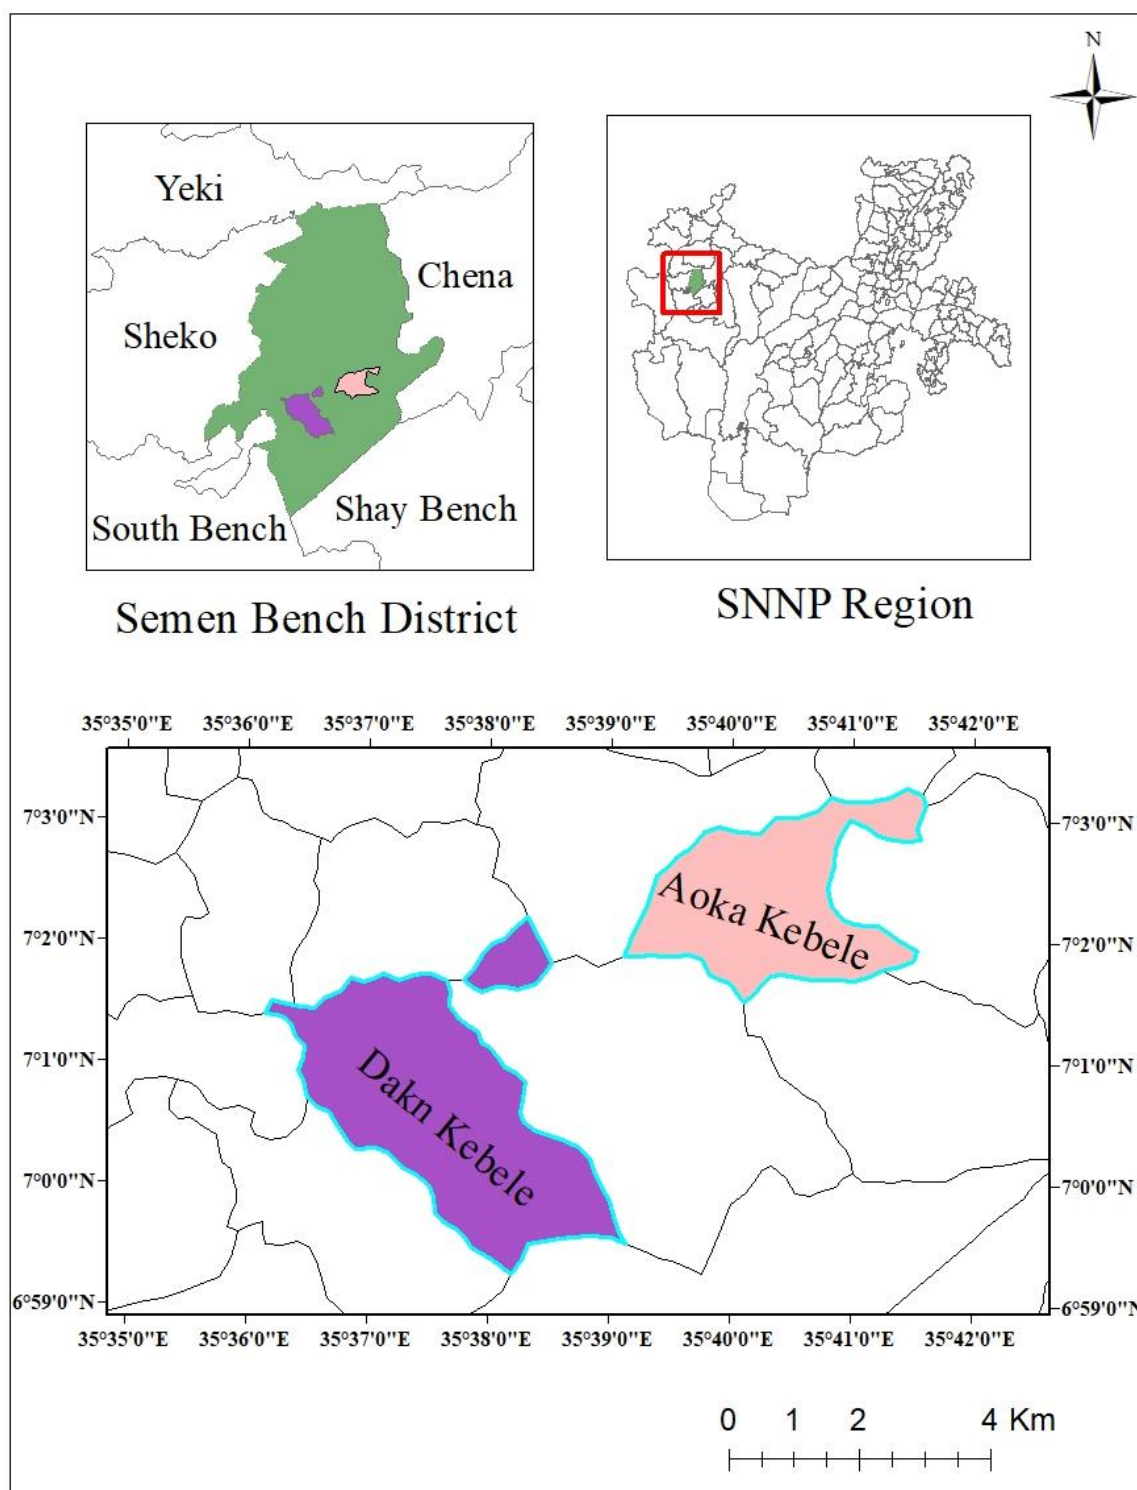 N
Yeki
Chena
Sheko
South Bench
Shay Bench
Semen Bench District
SNNP Region
35°35'0"E 35°36'0"E 35°37'0"E 35°38'0"E 35°39'0"E 35°40'0"E 35°41'0"E 35°42'0"E
7°3'0"N 7°3'0"N
Aoka Kebele
7°2'0"N 7°2'0"N
7°1'0"N 7°1'0"N
Dakn Kebele
7°0'0"N 7°0'0"N
6°59'0"N 6°59'0"N
35°35'0"E 35°36'0"E 35°37'0"E 35°38'0"E 35°39'0"E 35°40'0"E 35°41'0"E 35°42'0"E
0 1 2 4 Km